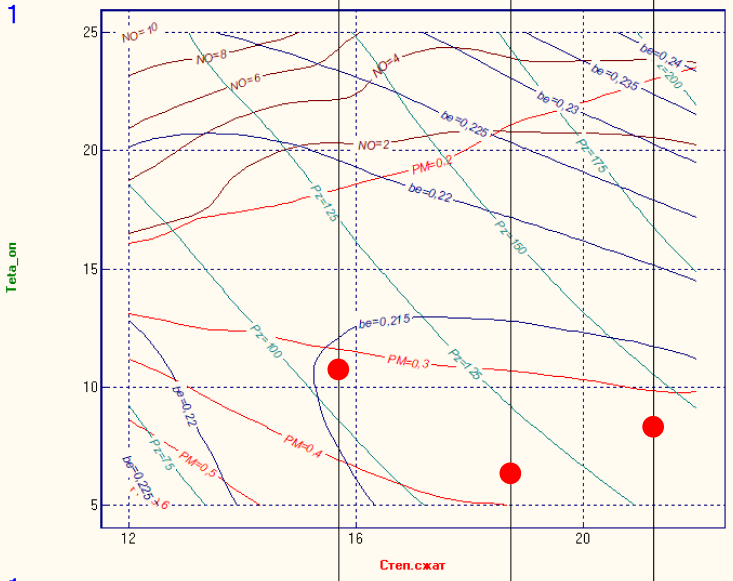 1
25
NO=10
NO=8
NO=6
NO=4
be=0,24
z=200
be=0,235
be=0,23
be=0,225
20
NO=2
PM=0,2
Pz=175
Pz=125
be=0,22
Pz=150
Teta_on
15
be=0,215
Pz=100
Pz=125
PM=0,3
10
be=0,22
PM=0,4
Pz=75
PM=0,5
be=0,225
5
12
16
20
Степ.сжат